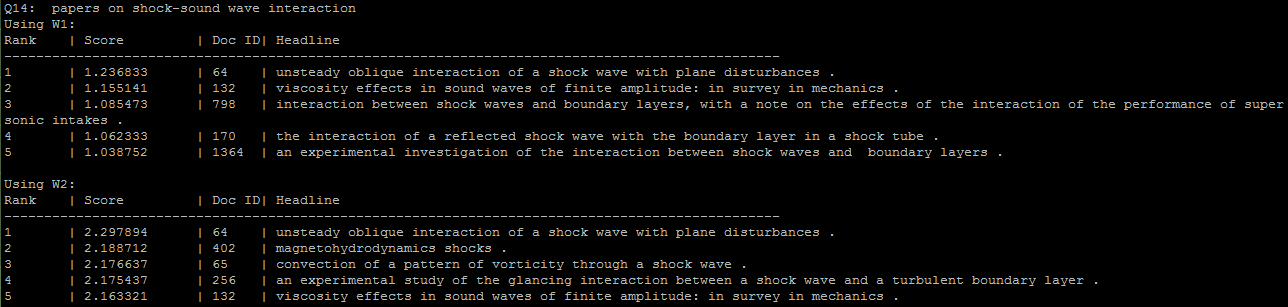 Q14:  papers on shock-sound wave interaction
Using W1:
Rank    | Score         | Doc ID| Headline
--------------------------------------------------------------------------------
1       | 1.236833      | 64    | unsteady oblique interaction of a shock wave with plane disturbances .
2       | 1.155141      | 132   | viscosity effects in sound waves of finite amplitude: in survey in mechanics .
3       | 1.085473      | 798   | interaction between shock waves and boundary layers, with a note on the effects of the interaction of the performance of super
sonic intakes .
4       | 1.062333      | 170   | the interaction of a reflected shock wave with the boundary layer in a shock tube .
5       | 1.038752      | 1364  | an experimental investigation of the interaction between shock waves and  boundary layers .

Using W2:
Rank    | Score         | Doc ID| Headline
--------------------------------------------------------------------------------
1       | 2.297894      | 64    | unsteady oblique interaction of a shock wave with plane disturbances .
2       | 2.188712      | 402   | magnetohydrodynamics shocks .
3       | 2.176637      | 65    | convection of a pattern of vorticity through a shock wave .
4       | 2.175437      | 256   | an experimental study of the glancing interaction between a shock wave and a turbulent boundary layer .
5       | 2.163321      | 132   | viscosity effects in sound waves of finite amplitude: in survey in mechanics .